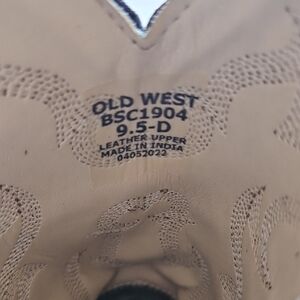 OLD WEST
BSC1904
9.5-D
LEATHER UPPER
MADE IN INDIA
04052022